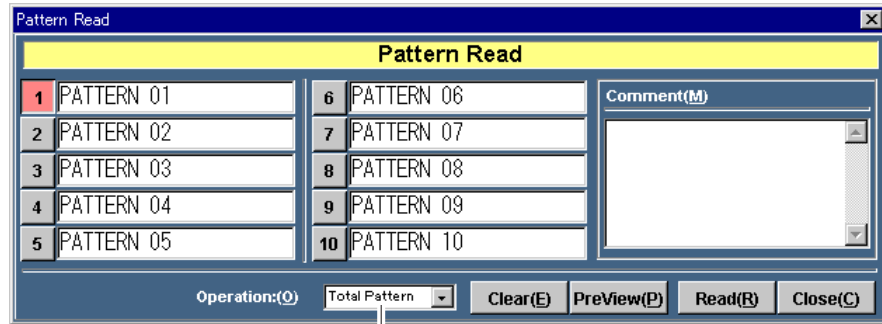 Pattern Read
Pattern Read
1 PATTERN 01
2 PATTERN 02
3 PATTERN 03
4 PATTERN 04
5 PATTERN 05
6 PATTERN 06
7 PATTERN 07
8 PATTERN 08
9 PATTERN 09
10 PATTERN 10
Comment(M)
Operation:(O) Total Pattern Clear(E) PreView(P) Read(R) Close(C)